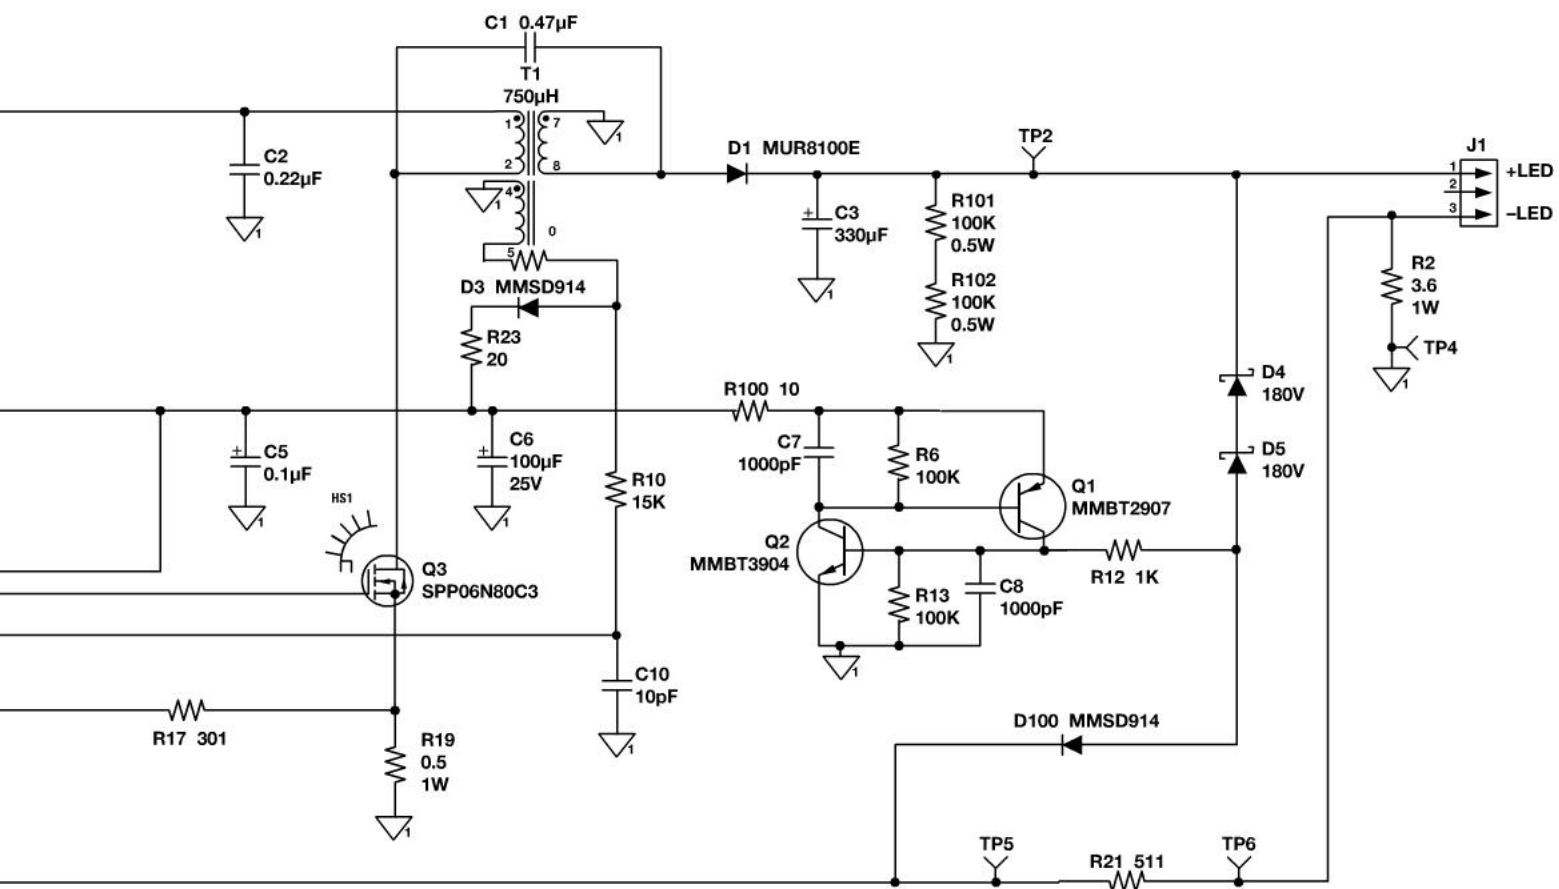 C1 0.47µF
T1
750µH
1
7
1
2
8
4
1
0
5
C2
0.22µF
1
D1 MUR8100E
TP2
J1
1
+LED
2
3
–LED
C3
330µF
1
R101
100K
0.5W
R102
100K
0.5W
1
R2
3.6
1W
TP4
1
D3 MMSD914
R23
20
D4
180V
D5
180V
R100 10
C5
0.1µF
1
C6
100µF
25V
1
R10
15K
C7
1000pF
R6
100K
Q1
MMBT2907
HS1
Q3
SPP06N80C3
Q2
MMBT3904
R12 1K
R13
100K
C8
1000pF
1
C10
10pF
1
R17 301
R19
0.5
1W
1
D100 MMSD914
TP5
R21 511
TP6